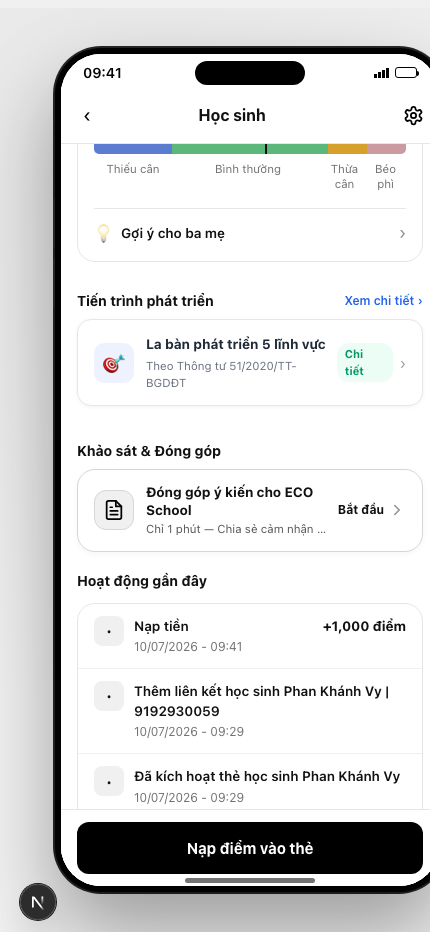 09:41
‹ Học sinh
Thiếu cân Bình thường Thừa cân Béo phì
Gợi ý cho ba mẹ ›
Tiến trình phát triển Xem chi tiết ›
La bàn phát triển 5 lĩnh vực
Theo Thông tư 51/2020/TT-
BGDĐT
Chi
tiết ›
Khảo sát & Đóng góp
Đóng góp ý kiến cho ECO
School
Chỉ 1 phút — Chia sẻ cảm nhận ...
Bắt đầu
Hoạt động gần đây
Nạp tiền +1,000 điểm
10/07/2026 - 09:41
Thêm liên kết học sinh Phan Khánh Vy |
9192930059
10/07/2026 - 09:29
Đã kích hoạt thẻ học sinh Phan Khánh Vy
10/07/2026 - 09:29
Nạp điểm vào thẻ
N